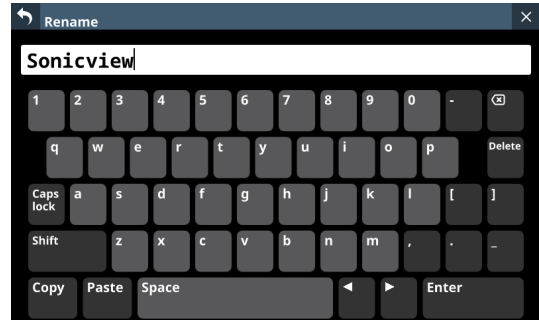 Rename
Sonicview
1 2 3 4 5 6 7 8 9 0 -
q w e r t y u i o p Delete
Caps lock a s d f g h j k l [ ]
Shift z x c v b n m , . _
Copy Paste Space ◀ ▶ Enter